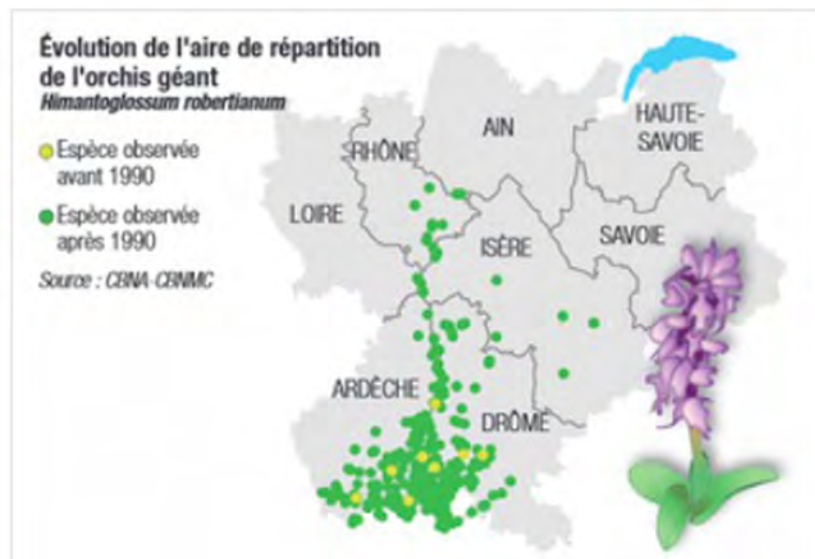 Évolution de l'aire de répartition
de l'orchis géant
Himantoglossum robertianum
Espèce observée
avant 1990
Espèce observée
après 1990
Source : CBNA-CBNMC
AIN
HAUTE-
SAVOIE
RHÔNE
LOIRE
ISÈRE
SAVOIE
ARDÈCHE
DRÔME